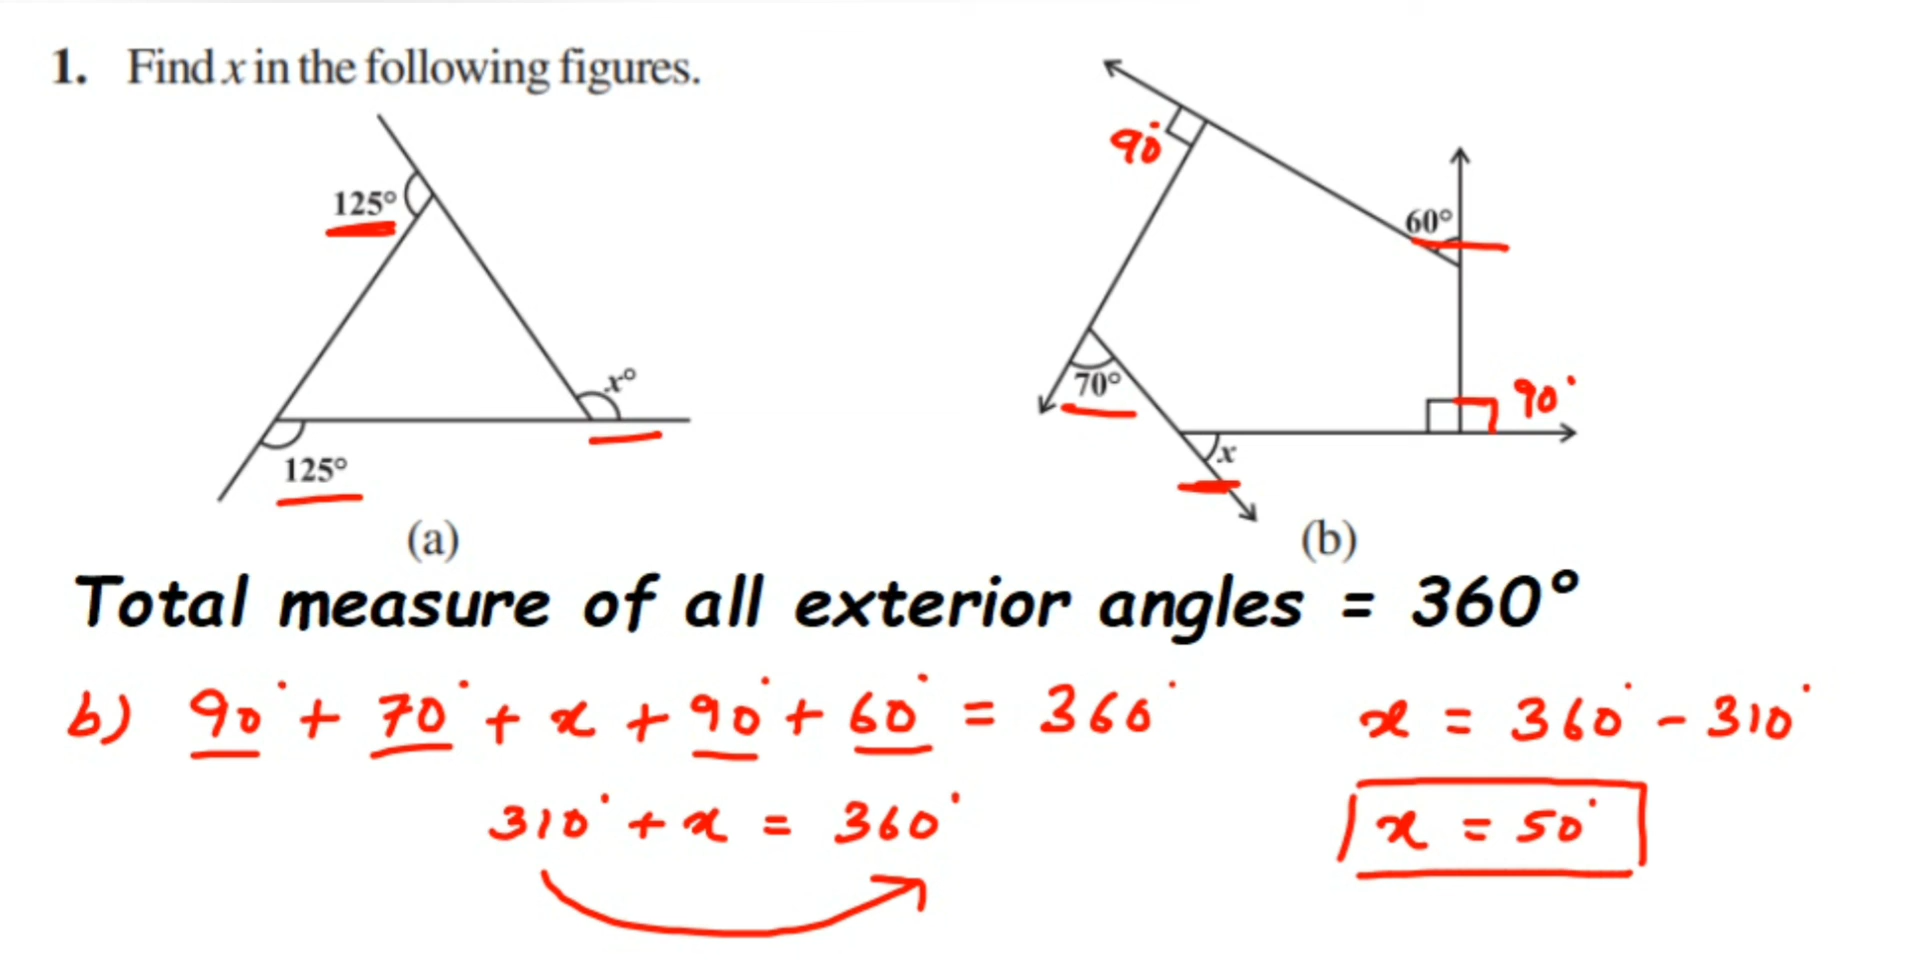 1. Find x in the following figures.
125°
x°
125°
(a)
90°
60°
70°
90°
x
(b)
Total measure of all exterior angles = 360°
b) 90° + 70° + x + 90° + 60° = 360°
310° + x = 360°
x = 360° - 310°
x = 50°